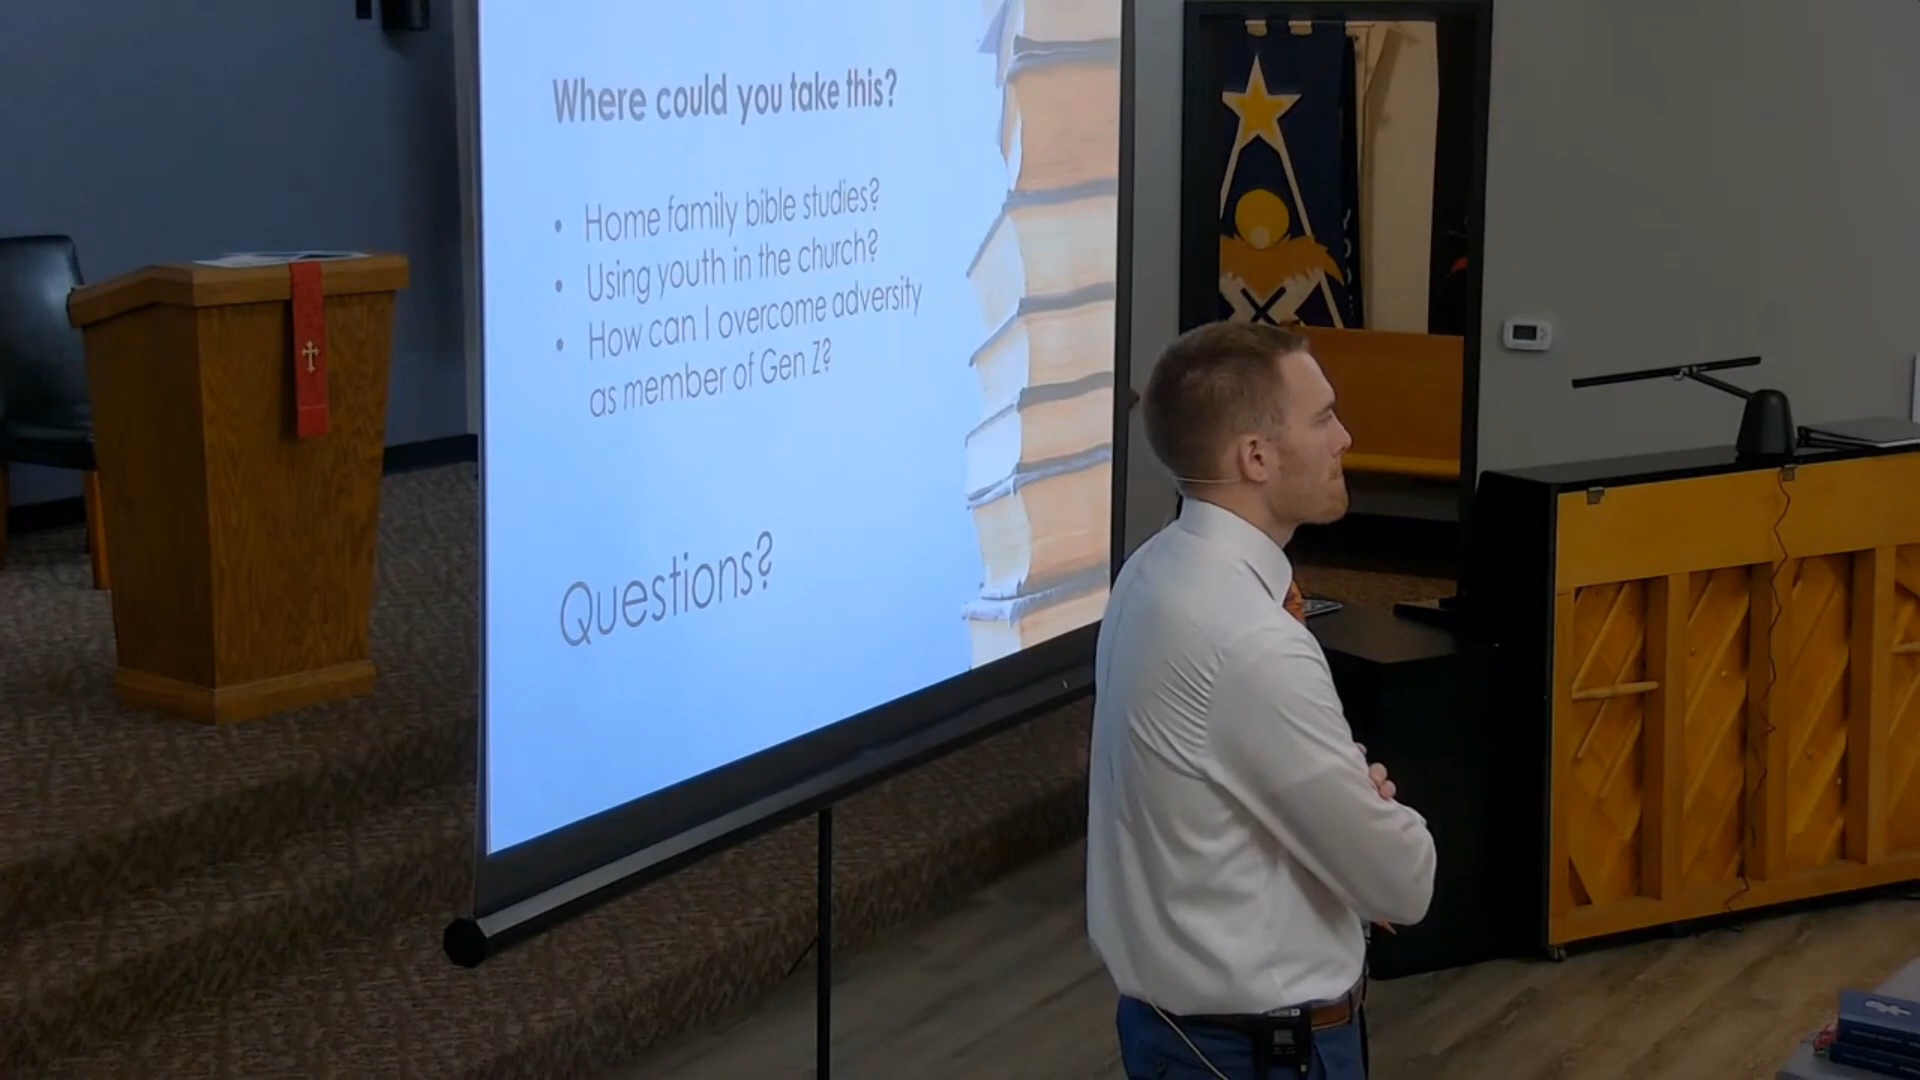 Where could you take this?
• Home family bible studies?
• Using youth in the church?
• How can I overcome adversity
as member of Gen Z?
Questions?